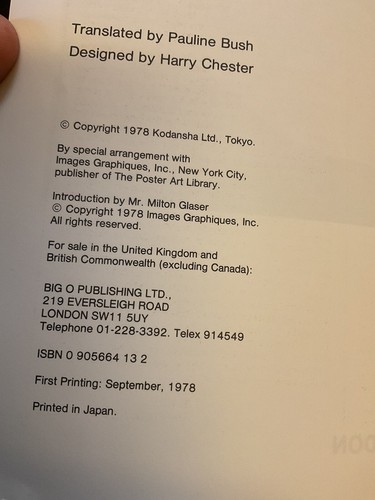 Translated by Pauline Bush
Designed by Harry Chester
© Copyright 1978 Kodansha Ltd., Tokyo.
By special arrangement with
Images Graphiques, Inc., New York City,
publisher of The Poster Art Library.
Introduction by Mr. Milton Glaser
© Copyright 1978 Images Graphiques, Inc.
All rights reserved.
For sale in the United Kingdom and
British Commonwealth (excluding Canada):
BIG O PUBLISHING LTD.,
219 EVERSLEIGH ROAD
LONDON SW11 5UY
Telephone 01-228-3392. Telex 914549
ISBN 0 905664 13 2
First Printing: September, 1978
Printed in Japan.